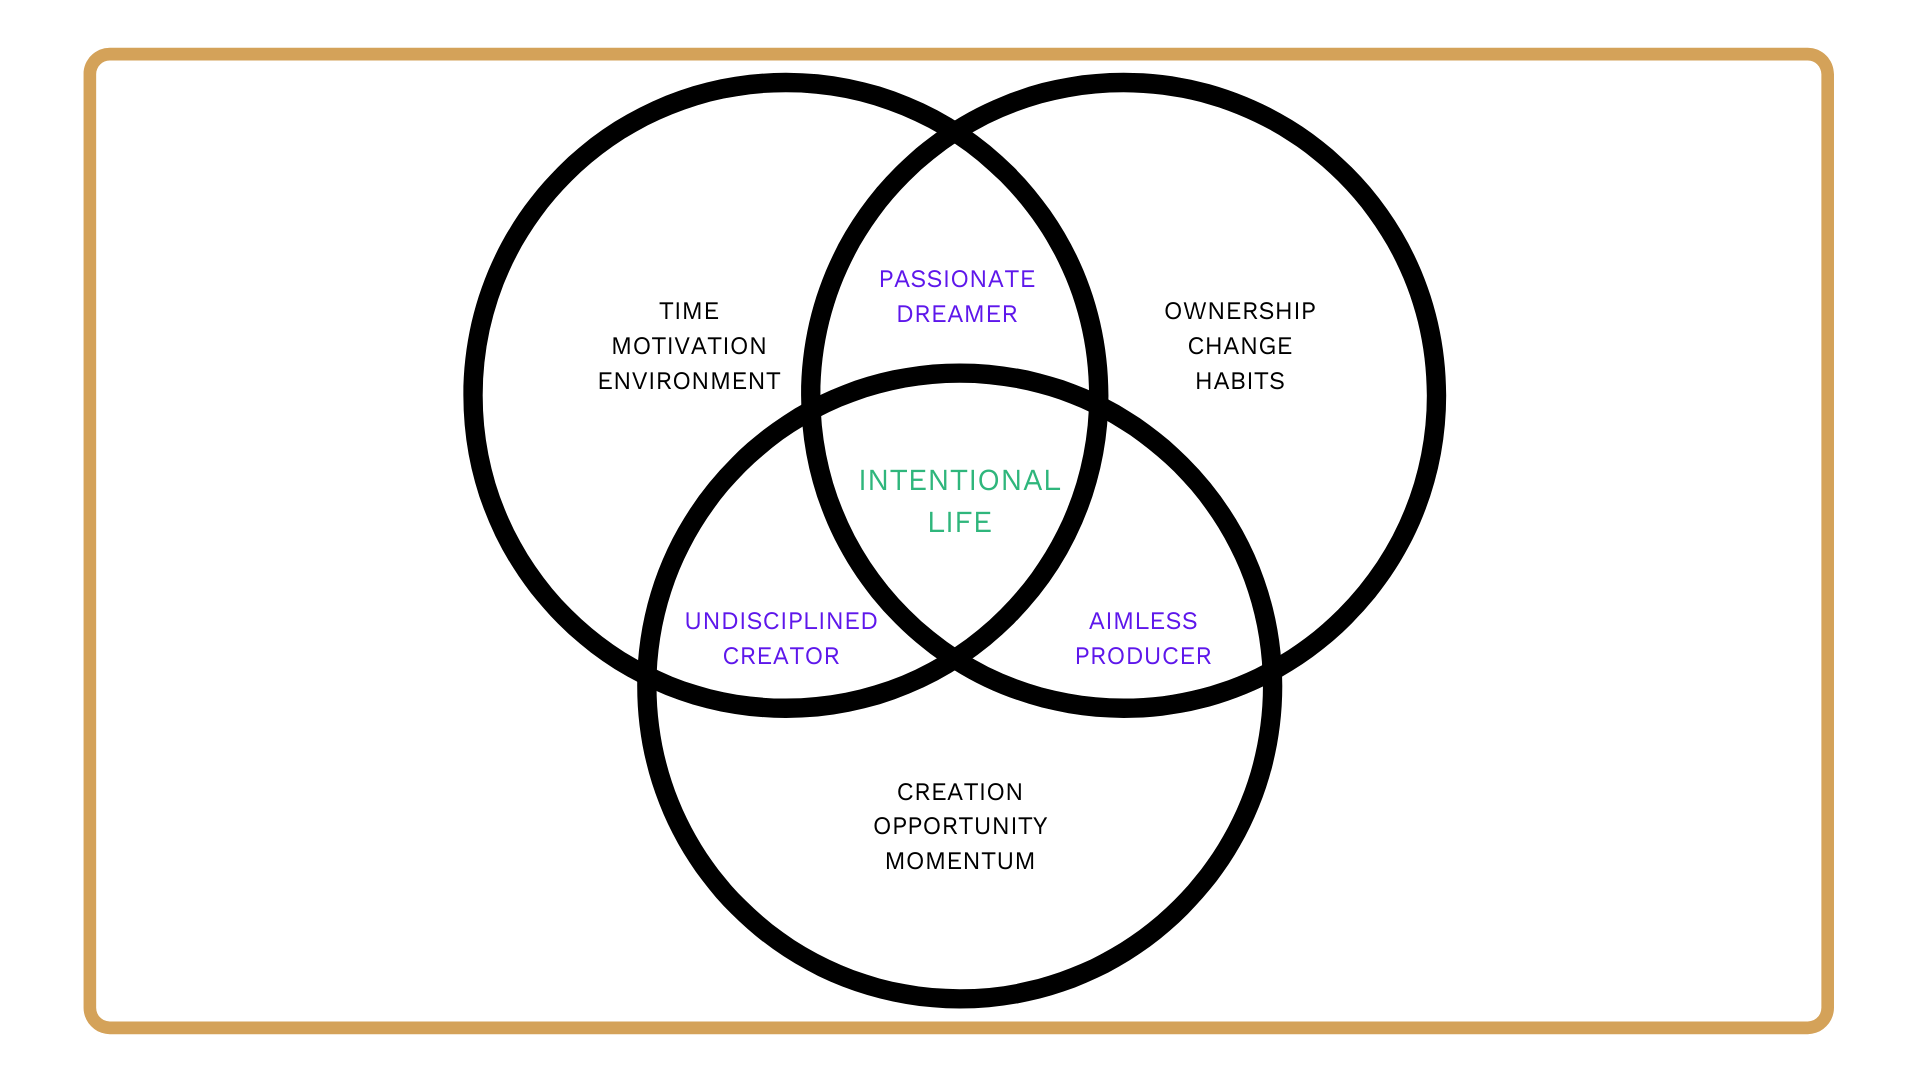 PASSIONATE
DREAMER
TIME
MOTIVATION
ENVIRONMENT
OWNERSHIP
CHANGE
HABITS
INTENTIONAL
LIFE
UNDISCIPLINED
CREATOR
AIMLESS
PRODUCER
CREATION
OPPORTUNITY
MOMENTUM